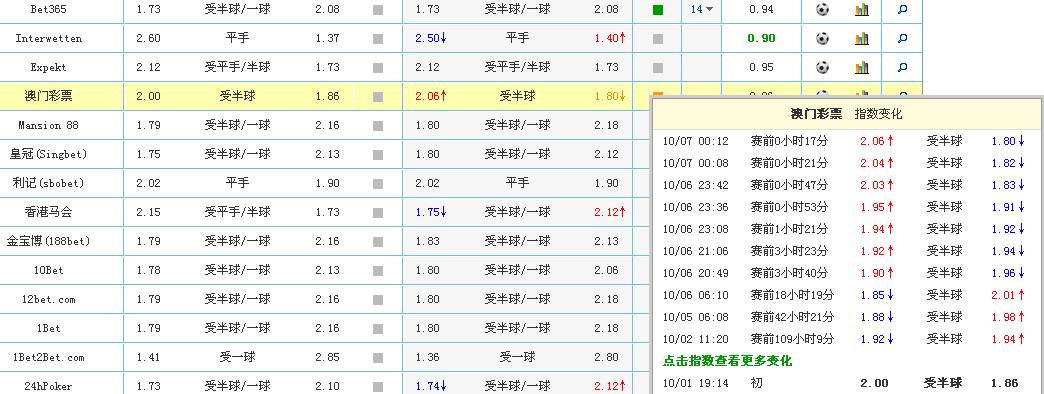 Bet365 1.73 受半球/一球 2.08 1.73 受半球/一球 2.08 14 0.94
Interwetten 2.60 平手 1.37 2.50↓ 平手 1.40↑ 0.90
Expekt 2.12 受平手/半球 1.73 2.12 受平手/半球 1.73 0.95
澳门彩票 2.00 受半球 1.86 2.06↑ 受半球 1.80↓
Mansion 88 1.79 受半球/一球 2.16 1.80 受半球/一球 2.18
皇冠(Singbet) 1.75 受半球/一球 2.13 1.80 受半球/一球 2.12
利记(sbobet) 2.02 平手 1.90 2.02 平手 1.90
香港马会 2.15 受平手/半球 1.73 1.75↓ 受半球/一球 2.12↑
金宝博(188bet) 1.79 受半球/一球 2.16 1.83 受半球/一球 2.13
10Bet 1.78 受半球/一球 2.13 1.80 受半球/一球 2.06
12bet.com 1.79 受半球/一球 2.16 1.80 受半球/一球 2.18
1Bet 1.79 受半球/一球 2.16 1.80 受半球/一球 2.18
1Bet2Bet.com 1.41 受一球 2.85 1.36 受一球 2.80
24hPoker 1.73 受半球/一球 2.10 1.74↓ 受半球/一球 2.12↑
澳门彩票 指数变化
10/07 00:12 赛前0小时17分 2.06↑ 受半球 1.80↓
10/07 00:08 赛前0小时21分 2.04↑ 受半球 1.82↓
10/06 23:42 赛前0小时47分 2.03↑ 受半球 1.83↓
10/06 23:36 赛前0小时53分 1.95↑ 受半球 1.91↓
10/06 23:08 赛前1小时21分 1.94↑ 受半球 1.92↓
10/06 21:06 赛前3小时23分 1.92↑ 受半球 1.94↓
10/06 20:49 赛前3小时40分 1.90↑ 受半球 1.96↓
10/06 06:10 赛前18小时19分 1.85↓ 受半球 2.01↑
10/05 06:08 赛前42小时21分 1.88↓ 受半球 1.98↑
10/02 11:20 赛前109小时9分 1.92↓ 受半球 1.94↑
点击指数查看更多变化
10/01 19:14 初 2.00 受半球 1.86